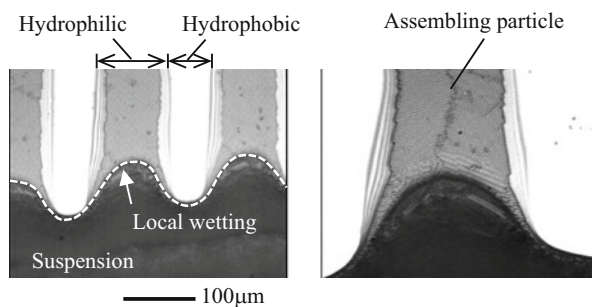 Hydrophilic Hydrophobic
Assembling particle
Local wetting
Suspension
100μm